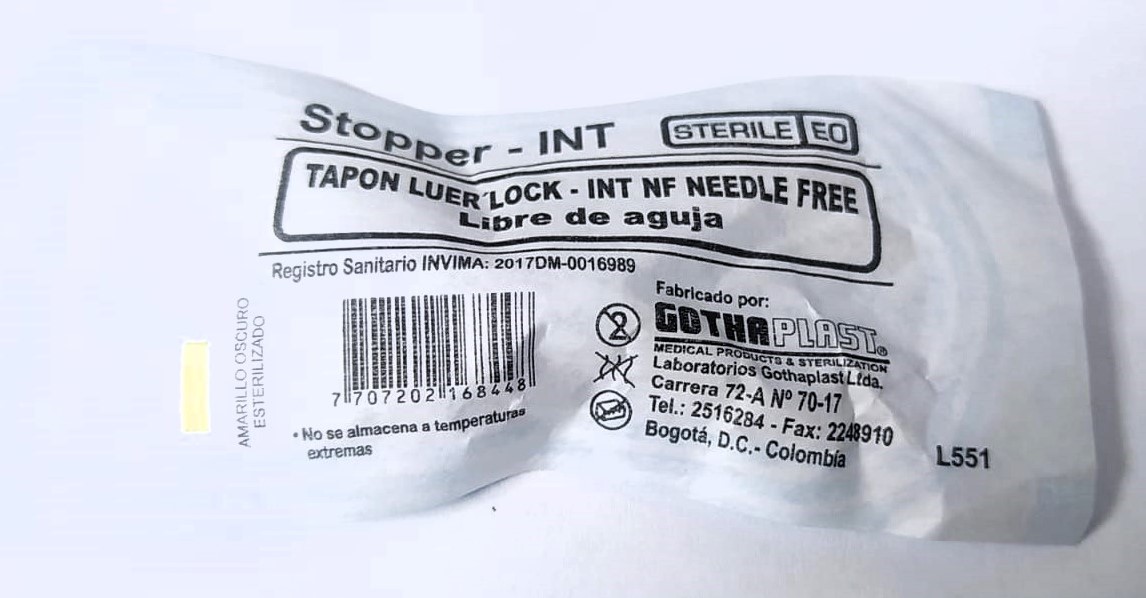 Stopper - INT
STERILE EO
TAPON LUER´LOCK - INT NF NEEDLE FREE
Libre de aguja
Registro Sanitario INVIMA: 2017DM-0016989
AMARILLO OSCURO
ESTERILIZADO
7 707202 168448
• No se almacena a temperaturas
extremas
2
Fabricado por:
GOTHAPLAST®
MEDICAL PRODUCTS & STERILIZATION
Laboratorios Gothaplast Ltda.
Carrera 72-A Nº 70-17
Tel.: 2516284 - Fax: 2248910
Bogotá, D.C.- Colombia
L551